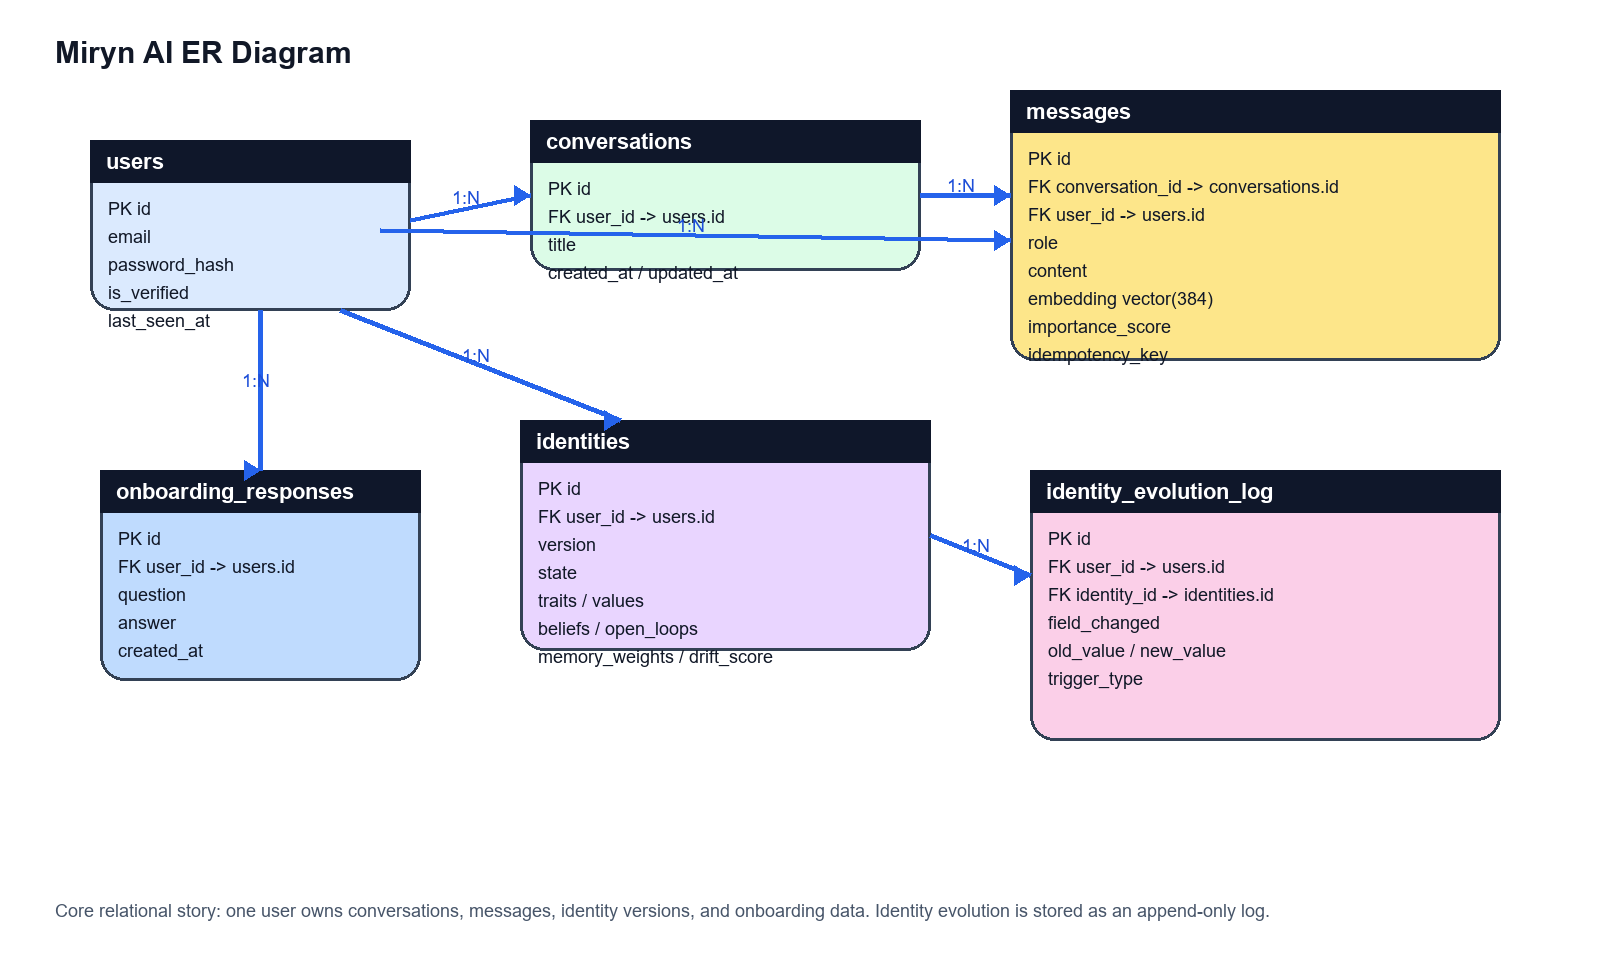 Miryn AI ER Diagram
users
PK id
email
password_hash
is_verified
last_seen_at
1:N
conversations
PK id
FK user_id -> users.id
1:N
title
created_at / updated_at
1:N
messages
PK id
FK conversation_id -> conversations.id
FK user_id -> users.id
role
content
embedding vector(384)
importance_score
idempotency_key
1:N
1:N
onboarding_responses
PK id
FK user_id -> users.id
question
answer
created_at
identities
PK id
FK user_id -> users.id
version
state
traits / values
beliefs / open_loops
memory_weights / drift_score
1:N
identity_evolution_log
PK id
FK user_id -> users.id
FK identity_id -> identities.id
field_changed
old_value / new_value
trigger_type
Core relational story: one user owns conversations, messages, identity versions, and onboarding data. Identity evolution is stored as an append-only log.